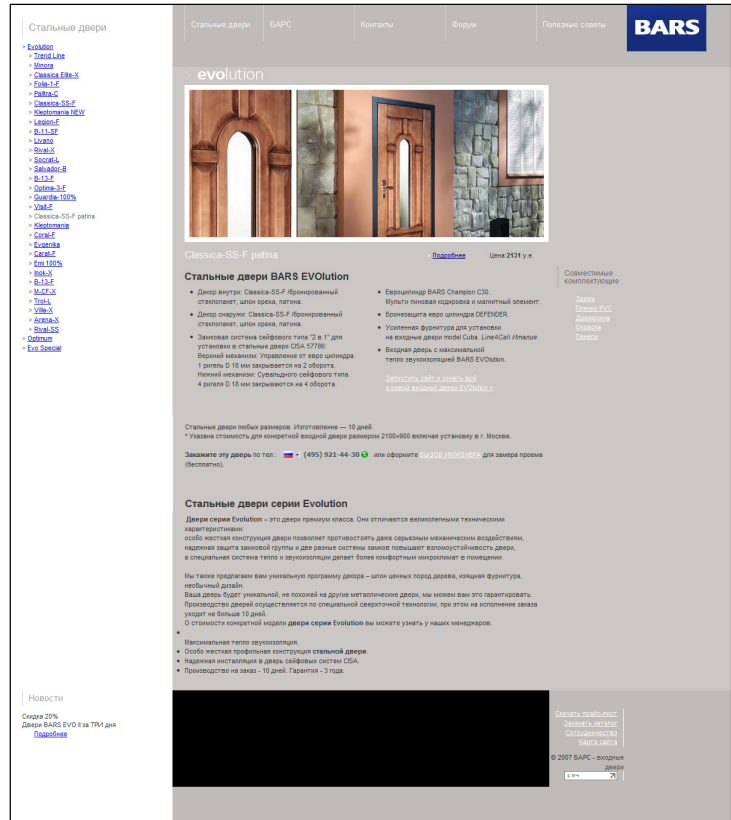 Стальные двери
БАРС
Контакты
Форум
Полезные советы
BARS
Стальные двери
> Evolution
> Trend Line
> Minora
> Classica Elite-X
> Folia-1-F
> Palitra-C
> Classica-SS-F
> Kleptomania NEW
> Legion-F
> B-11-SF
> Livano
> Rival-X
> Socrat-L
> Salvador-B
> B-13-F
> Optima-3-F
> Guardia-100%
> Visit-F
> Classica-SS-F patina
> Kleptomania
> Coral-F
> Evgenika
> Carat-F
> Emi 100%
> Inok-X
> B-13-F
> M-CF-X
> Trol-L
> Villa-X
> Arena-X
> Rival-SS
> Optimum
> Evo Special
> evolution
Classica-SS-F patina
> Подробнее
Цена:2131 у.е.
Стальные двери BARS EVOlution
• Декор внутри: Classica-SS-F /бронированный
стеклопакет, шпон ореха, патина.
• Декор снаружи: Classica-SS-F /бронированный
стеклопакет, шпон ореха, патина.
• Замковая система сейфового типа "2 в 1" для
установки в стальные двери CISA 57786:
Верхний механизм: Управление от евро цилиндра.
1 ригель D 18 мм закрывается на 2 оборота.
Нижний механизм: Сувальдного сейфового типа.
4 ригеля D 18 мм закрываются на 4 оборота.
• Евроцилиндр BARS Champion C30.
Мульти пиновая кодировка и магнитный элемент.
• Бронезащита евро цилиндра DEFENDER.
• Усиленная фурнитура для установки
на входные двери model Cuba, LineACali Италия.
• Входная дверь с максимальной
тепло звукоизоляцией BARS EVOlution.
Запустить сайт и узнать всё
о новой входной двери EVOlution »
Совместимые
комплектующие
Замки
Пленки PVC
Древесина
Окраска
Панели
Стальные двери любых размеров. Изготовление — 10 дней.
* Указана стоимость для конкретной входной двери размером 2100×900 включая установку в г. Москве.
Закажите эту дверь по тел.: (495) 921-44-30 или оформите ВЫЗОВ ИНЖЕНЕРА для замера проема
(бесплатно).
Стальные двери серии Evolution
Двери серии Evolution – это двери премиум класса. Они отличаются великолепными техническими
характеристиками:
особо жесткая конструкция двери позволяет противостоять даже серьезным механическим воздействиям,
надежная защита замковой группы и две разные системы замков повышают взломоустойчивость двери,
а специальная система тепло и звукоизоляции делает более комфортным микроклимат в помещении.
Мы также предлагаем вам уникальную программу декора – шпон ценных пород дерева, изящная фурнитура,
необычный дизайн.
Ваша дверь будет уникальной, не похожей на другие металлические двери, мы можем вам это гарантировать.
Производство дверей осуществляется по специальной сверхточной технологии, при этом на исполнение заказа
уходит не больше 10 дней.
О стоимости конкретной модели двери серии Evolution вы можете узнать у наших менеджеров.
•
Максимальная тепло звукоизоляция.
• Особо жесткая профильная конструкция стальной двери.
• Надежная инсталляция в дверь сейфовых систем CISA.
• Производство на заказ - 10 дней. Гарантия - 3 года.
Новости
Скидка 20%
Двери BARS EVO II за ТРИ дня
Подробнее
Скачать прайс-лист
Заказать каталог
Сотрудничество
Карта сайта
© 2007 БАРС - входные
двери